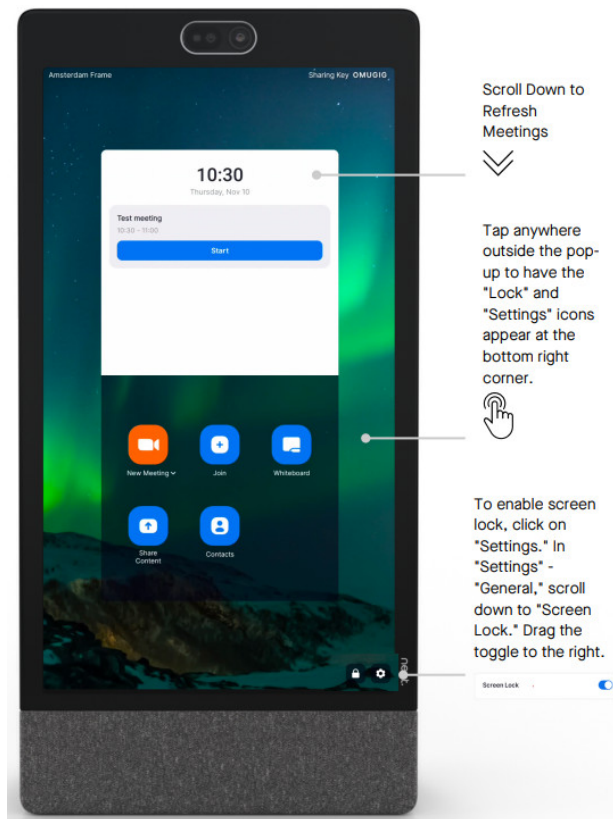 Amsterdam Frame
Sharing Key OMUGIG
10:30
Thursday, Nov 10
Test meeting
10:30 - 11:00
Start
New Meeting
Join
Whiteboard
Share
Content
Contacts
neat.
Scroll Down to
Refresh
Meetings
Tap anywhere
outside the pop-
up to have the
"Lock" and
"Settings" icons
appear at the
bottom right
corner.
To enable screen
lock, click on
"Settings." In
"Settings" -
"General," scroll
down to "Screen
Lock." Drag the
toggle to the right.
Screen Lock